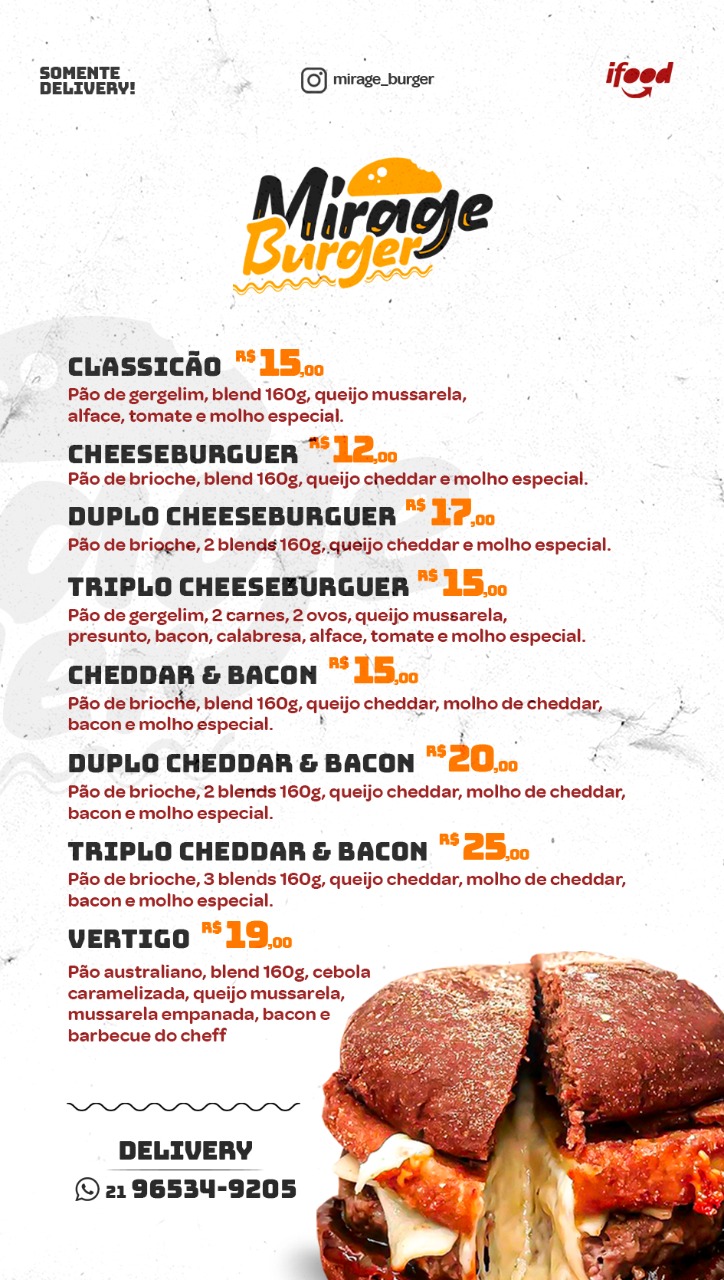 SOMENTE
DELIVERY!
mirage_burger
ifood
Mirage
Burger
CLASSICÃO R$15,00
Pão de gergelim, blend 160g, queijo mussarela,
alface, tomate e molho especial.
CHEESEBURGUER R$12,00
Pão de brioche, blend 160g, queijo cheddar e molho especial.
DUPLO CHEESEBURGUER R$17,00
Pão de brioche, 2 blends 160g, queijo cheddar e molho especial.
TRIPLO CHEESEBURGUER R$15,00
Pão de gergelim, 2 carnes, 2 ovos, queijo mussarela,
presunto, bacon, calabresa, alface, tomate e molho especial.
CHEDDAR & BACON R$15,00
Pão de brioche, blend 160g, queijo cheddar, molho de cheddar,
bacon e molho especial.
DUPLO CHEDDAR & BACON R$20,00
Pão de brioche, 2 blends 160g, queijo cheddar, molho de cheddar,
bacon e molho especial.
TRIPLO CHEDDAR & BACON R$25,00
Pão de brioche, 3 blends 160g, queijo cheddar, molho de cheddar,
bacon e molho especial.
VERTIGO R$19,00
Pão australiano, blend 160g, cebola
caramelizada, queijo mussarela,
mussarela empanada, bacon e
barbecue do cheff
DELIVERY
21 96534-9205